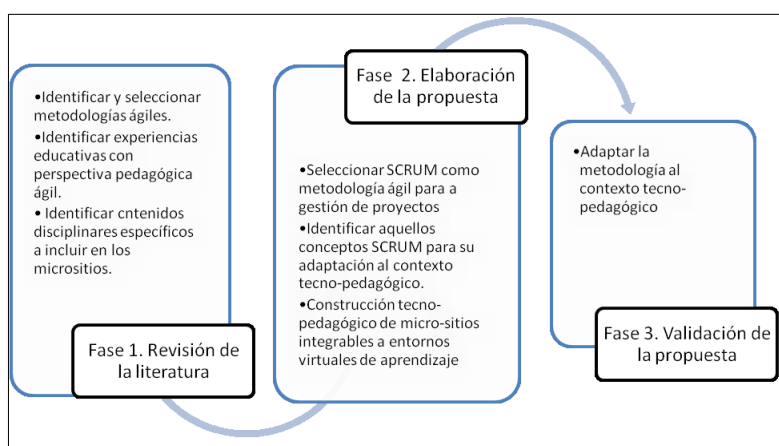 •Identificar y seleccionar
metodologías ágiles.
•Identificar experiencias
educativas con
perspectiva pedagógica
ágil.
• Identificar cntenidos
disciplinares específicos
a incluir en los
micrositios.
Fase 1. Revisión de
la literatura
Fase  2. Elaboración
de la propuesta
•Seleccionar SCRUM como
metodología ágil para a
gestión de proyectos
•Identificar aquellos
conceptos SCRUM para su
adaptación al contexto
tecno-pedagógico.
•Construcción tecno-
pedagógico de micro-sitios
integrables a entornos
virtuales de aprendizaje
•Adaptar la
metodología al
contexto tecno-
pedagógico
Fase 3. Validación de
la propuesta